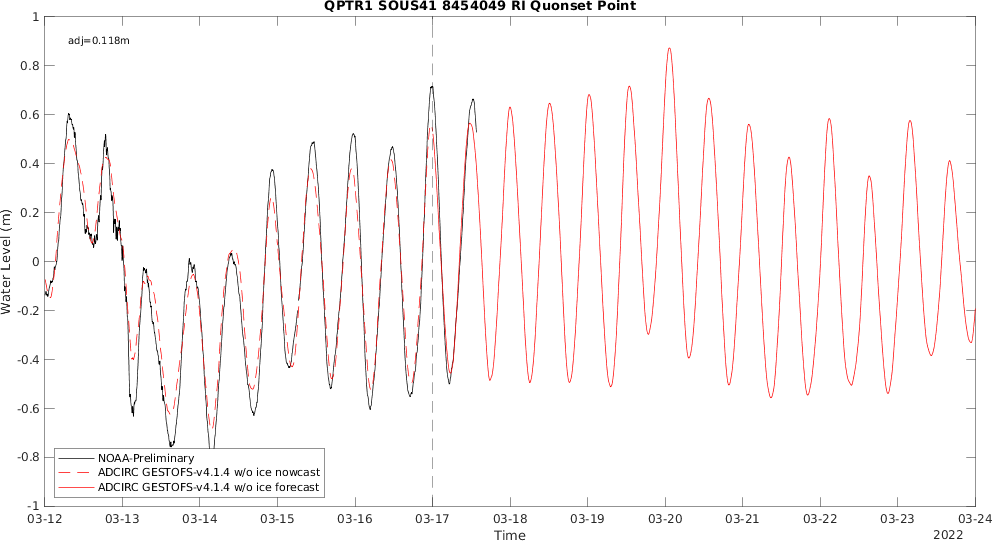 QPTR1 SOUS41 8454049 RI Quonset Point
adj=0.118m
1
0.8
0.6
0.4
0.2
0
-0.2
-0.4
-0.6
-0.8
-1
Water Level (m)
NOAA-Preliminary
ADCIRC GESTOFS-v4.1.4 w/o ice nowcast
ADCIRC GESTOFS-v4.1.4 w/o ice forecast
03-12 03-13 03-14 03-15 03-16 03-17 03-18 03-19 03-20 03-21 03-22 03-23 03-24
Time
2022